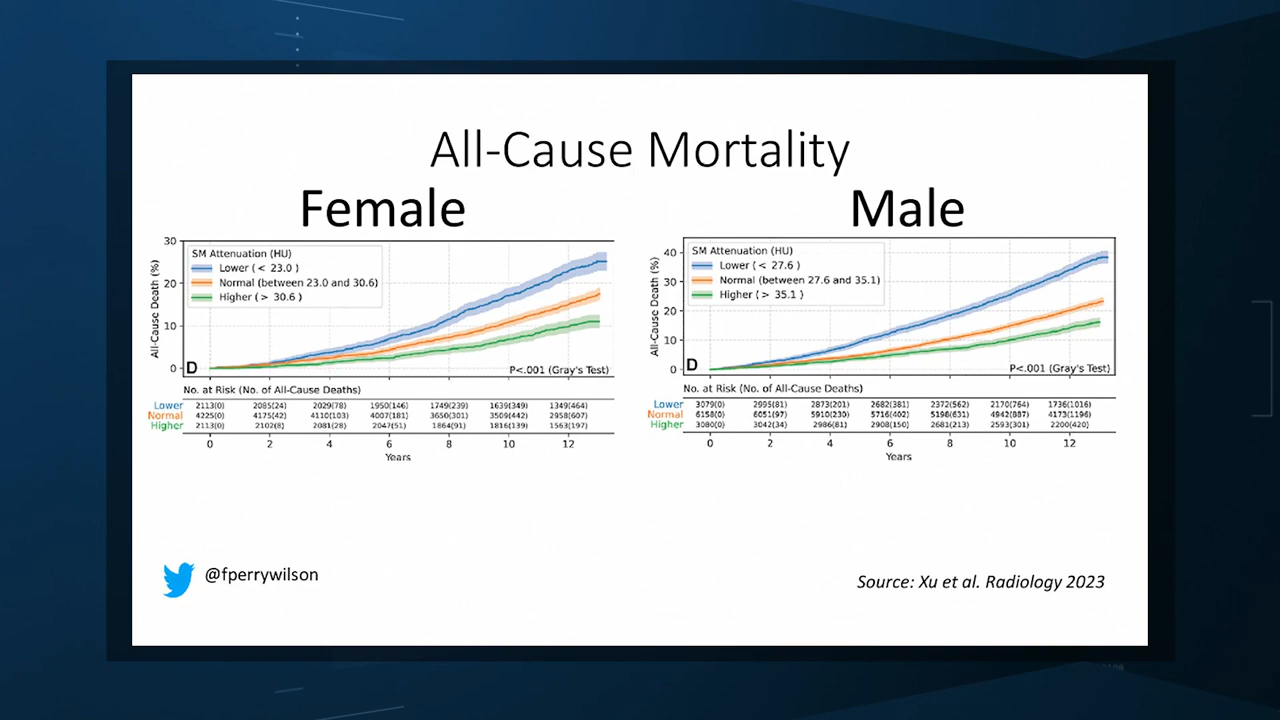 All-Cause Mortality
Female
30
20
10
0
All-Cause Death (%)
SM Attenuation (HU)
Lower ( < 23.0 )
Normal (between 23.0 and 30.6)
Higher ( > 30.6 )
D
P<.001 (Gray's Test)
No. at Risk (No. of All-Cause Deaths)
Lower 2113(0) 2085(24) 2029(78) 1950(146) 1749(239) 1639(349) 1349(464)
Normal 4225(0) 4175(42) 4110(103) 4007(181) 3650(301) 3509(442) 2958(607)
Higher 2113(0) 2102(8) 2081(28) 2047(51) 1864(91) 1816(139) 1563(197)
0 2 4 6 8 10 12
Years
Male
40
30
20
10
0
All-Cause Death (%)
SM Attenuation (HU)
Lower ( < 27.6 )
Normal (between 27.6 and 35.1)
Higher ( > 35.1 )
D
P<.001 (Gray's Test)
No. at Risk (No. of All-Cause Deaths)
Lower 3079(0) 2995(81) 2873(201) 2682(381) 2372(562) 2170(764) 1736(1016)
Normal 6158(0) 6051(97) 5910(230) 5716(402) 5198(631) 4942(887) 4173(1196)
Higher 3080(0) 3042(34) 2986(81) 2908(150) 2681(213) 2593(301) 2200(420)
0 2 4 6 8 10 12
Years
@fperrywilson
Source: Xu et al. Radiology 2023